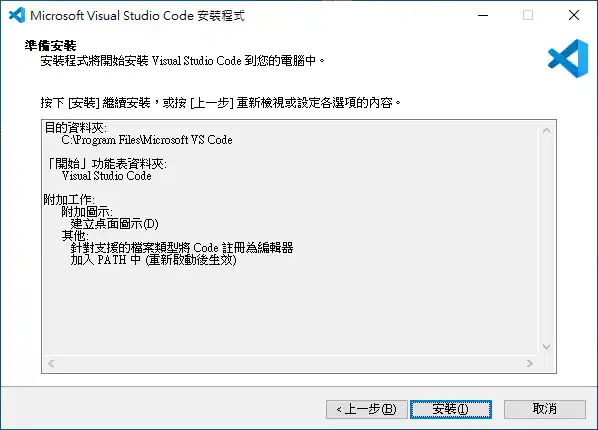 Microsoft Visual Studio Code 安裝程式
準備安裝
安裝程式將開始安裝 Visual Studio Code 到您的電腦中。
按下 [安裝] 繼續安裝，或按 [上一步] 重新檢視或設定各選項的內容。
目的資料夾:
C:\Program Files\Microsoft VS Code
「開始」功能表資料夾:
Visual Studio Code
附加工作:
附加圖示:
建立桌面圖示(D)
其他:
針對支援的檔案類型將 Code 註冊為編輯器
加入 PATH 中 (重新啟動後生效)
< 上一步(B)
安裝(I)
取消